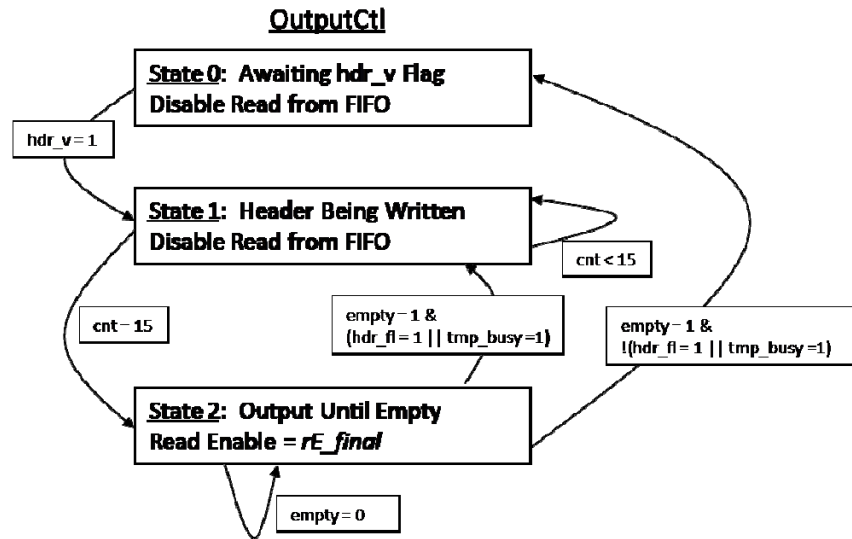 OutputCtl
State 0: Awaiting hdr_v Flag
Disable Read from FIFO
hdr_v = 1
State 1: Header Being Written
Disable Read from FIFO
cnt < 15
cnt = 15
empty = 1 &
(hdr_fl = 1 || tmp_busy =1)
empty = 1 &
!(hdr_fl = 1 || tmp_busy =1)
State 2: Output Until Empty
Read Enable = rE_final
empty = 0